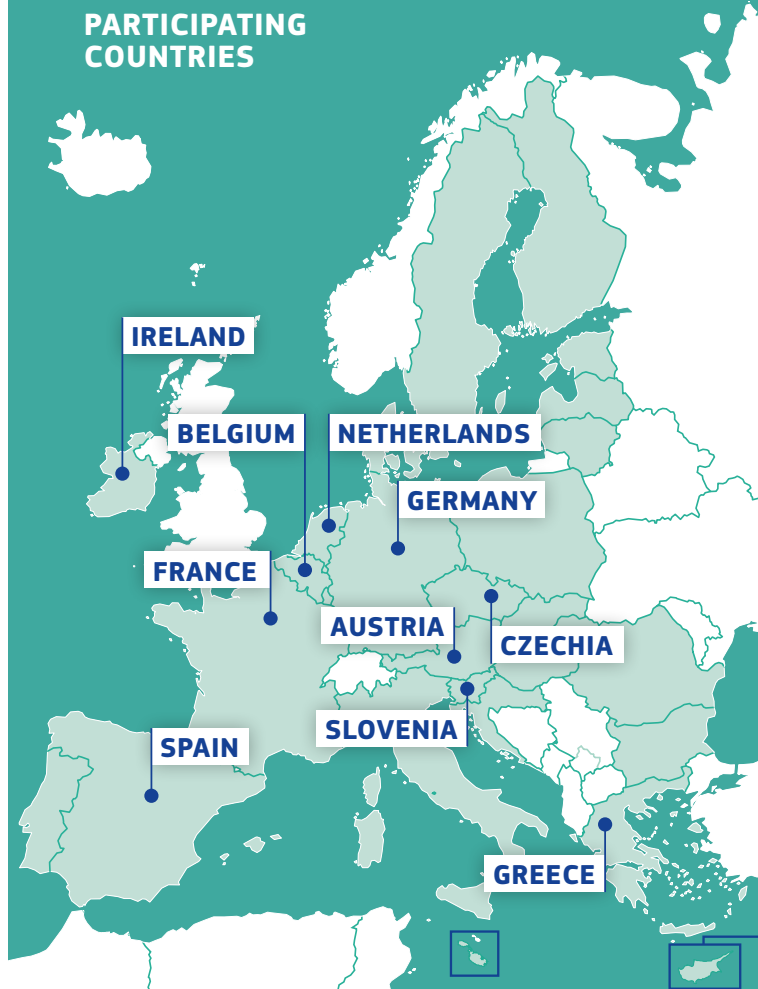 PARTICIPATING
COUNTRIES
IRELAND
BELGIUM
NETHERLANDS
GERMANY
FRANCE
AUSTRIA
CZECHIA
SLOVENIA
SPAIN
GREECE